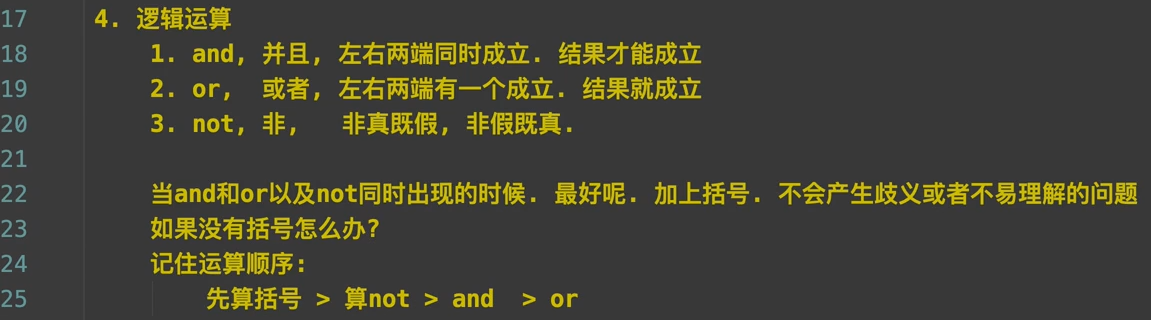 17 4. 逻辑运算
18 1. and, 并且, 左右两端同时成立. 结果才能成立
19 2. or, 或者, 左右两端有一个成立. 结果就成立
20 3. not, 非, 非真既假, 非假既真.
21
22 当and和or以及not同时出现的时候. 最好呢. 加上括号. 不会产生歧义或者不易理解的问题
23 如果没有括号怎么办?
24 记住运算顺序:
25 先算括号 > 算not > and > or